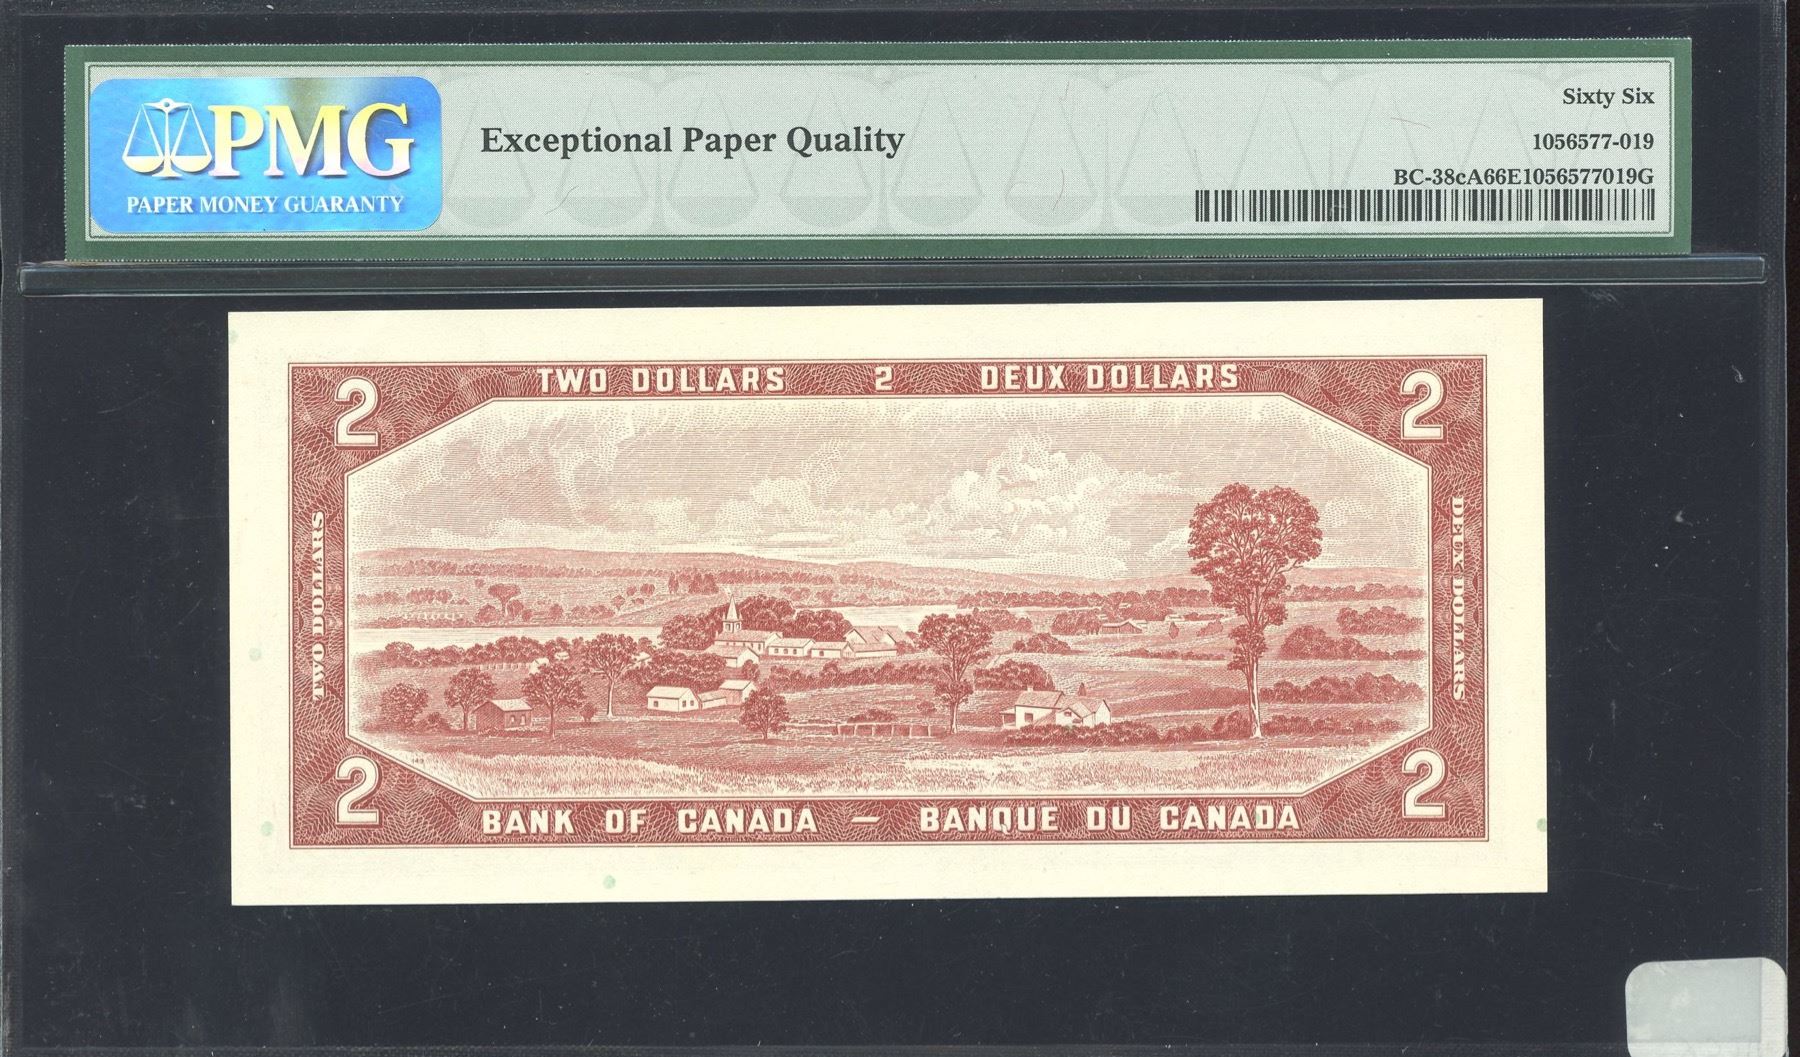 PMG
PAPER MONEY GUARANTY
Exceptional Paper Quality
Sixty Six
1056577-019
BC-38cA66E1056577019G
TWO DOLLARS 2 DEUX DOLLARS
2
2
TWO DOLLARS
DEUX DOLLARS
2
2
BANK OF CANADA — BANQUE DU CANADA